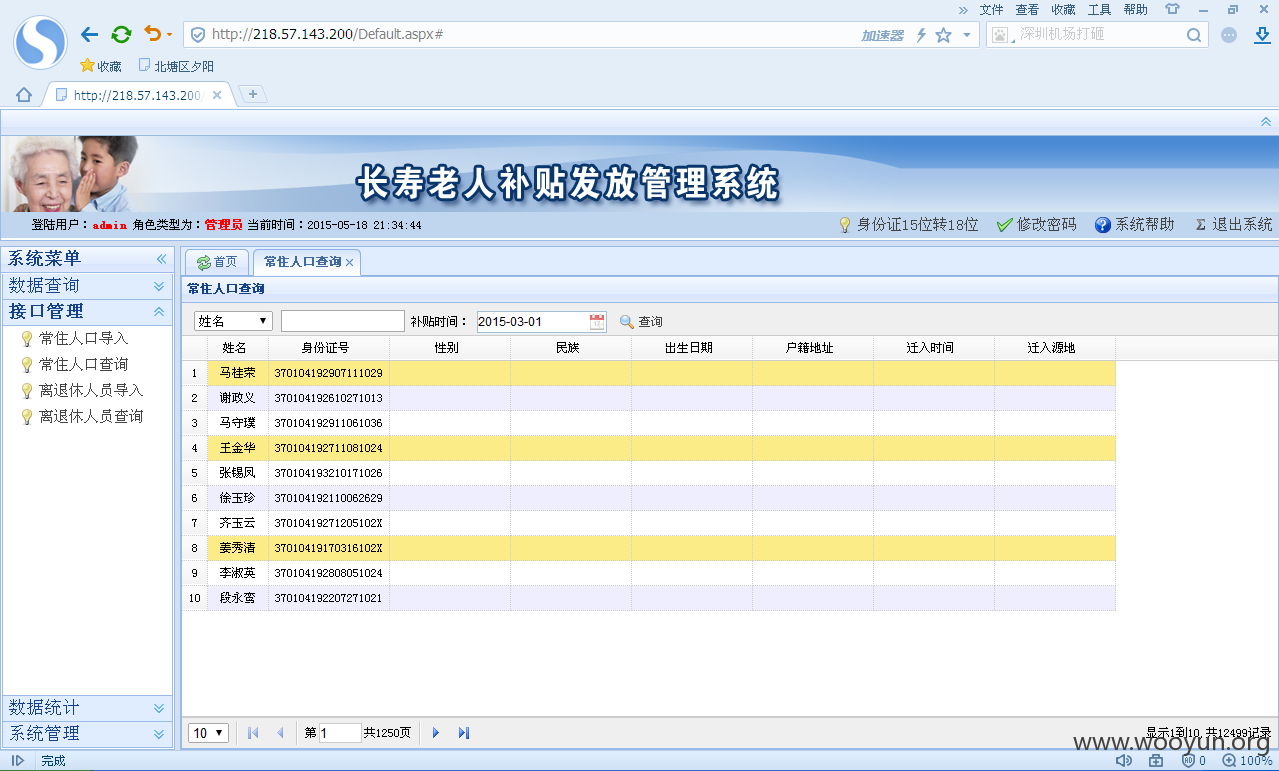 文件 查看 收藏 工具 帮助
http://218.57.143.200/Default.aspx#
加速器
深圳机场打砸
收藏 北塘区夕阳
http://218.57.143.200/
长寿老人补贴发放管理系统
登陆用户：admin 角色类型为：管理员 当前时间：2015-05-18 21:34:44
身份证15位转18位 修改密码 系统帮助 退出系统
系统菜单
数据查询
接口管理
常住人口导入
常住人口查询
离退休人员导入
离退休人员查询
数据统计
系统管理
首页 常住人口查询
常住人口查询
姓名 补贴时间： 2015-03-01 查询
姓名 身份证号 性别 民族 出生日期 户籍地址 迁入时间 迁入源地
1 马桂荣 370104192907111029
2 谢政义 370104192610271013
3 马守璞 370104192911061036
4 王金华 370104192711081024
5 张锡凤 370104193210171026
6 徐玉珍 370104192110062629
7 齐玉云 37010419271205102X
8 姜秀清 37010419170316102X
9 李淑英 370104192808051024
10 段永鸾 370104192207271021
10 第 1 共1250页
显示1到10, 共12499记录
www.wooyun.org
完成
0 100%